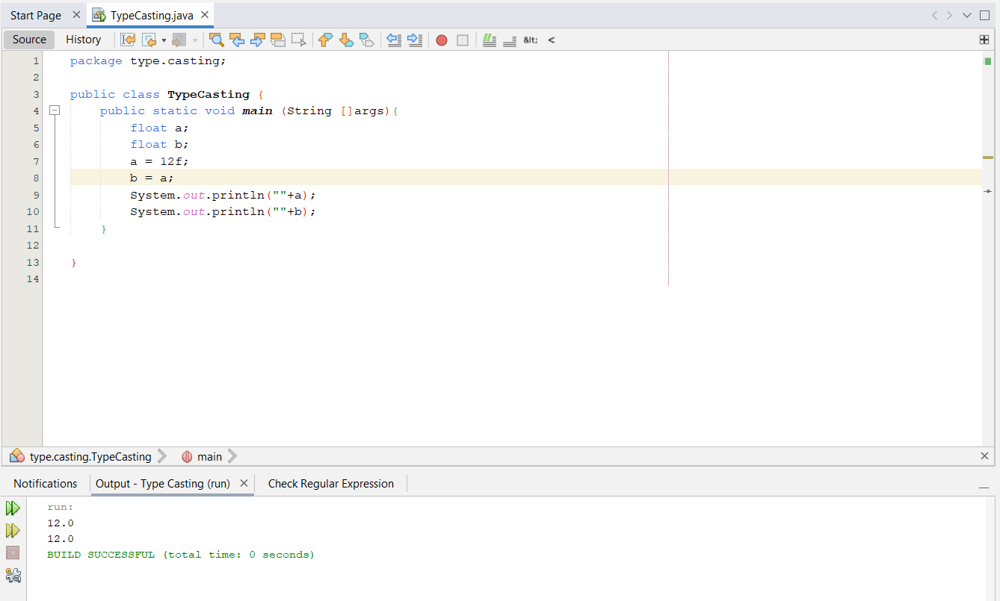 Start Page TypeCasting.java
Source History &lt; <
1 package type.casting;
2
3 public class TypeCasting {
4 public static void main (String []args){
5 float a;
6 float b;
7 a = 12f;
8 b = a;
9 System.out.println(""+a);
10 System.out.println(""+b);
11 }
12
13 }
14
type.casting.TypeCasting main
Notifications Output - Type Casting (run) Check Regular Expression
run:
12.0
12.0
BUILD SUCCESSFUL (total time: 0 seconds)